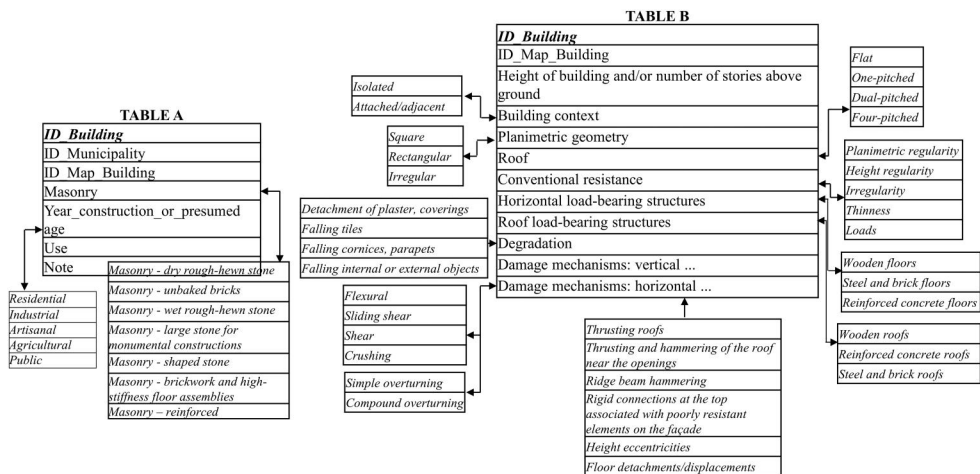 TABLE A
ID_Building
ID_Municipality
ID_Map_Building
Masonry
Year_construction_or_presumed
age
Use
Note
Residential
Industrial
Artisanal
Agricultural
Public
Masonry - dry rough-hewn stone
Masonry - unbaked bricks
Masonry - wet rough-hewn stone
Masonry - large stone for
monumental constructions
Masonry - shaped stone
Masonry - brickwork and high-
stiffness floor assemblies
Masonry – reinforced
TABLE B
ID_Building
ID_Map_Building
Height of building and/or number of stories above
ground
Building context
Planimetric geometry
Roof
Conventional resistance
Horizontal load-bearing structures
Roof load-bearing structures
Degradation
Damage mechanisms: vertical ...
Damage mechanisms: horizontal ...
Isolated
Attached/adjacent
Square
Rectangular
Irregular
Detachment of plaster, coverings
Falling tiles
Falling cornices, parapets
Falling internal or external objects
Flexural
Sliding shear
Shear
Crushing
Simple overturning
Compound overturning
Thrusting roofs
Thrusting and hammering of the roof
near the openings
Ridge beam hammering
Rigid connections at the top
associated with poorly resistant
elements on the façade
Height eccentricities
Floor detachments/displacements
Flat
One-pitched
Dual-pitched
Four-pitched
Planimetric regularity
Height regularity
Irregularity
Thinness
Loads
Wooden floors
Steel and brick floors
Reinforced concrete floors
Wooden roofs
Reinforced concrete roofs
Steel and brick roofs